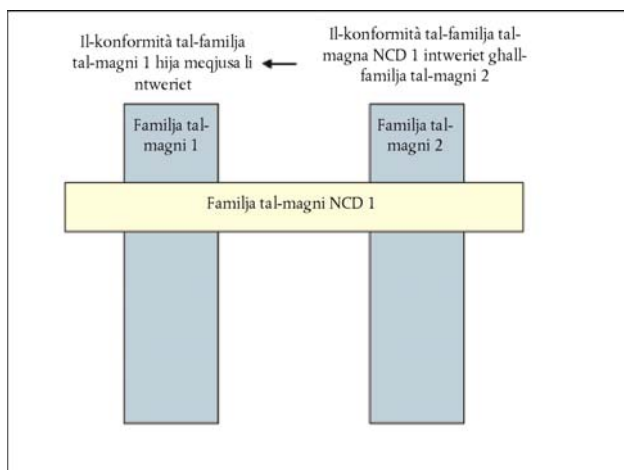 Il-konformità tal-familja
tal-magni 1 hija meqjusa li
ntweriet
Il-konformità tal-familja tal-
magna NCD 1 intweriet għall-
familja tal-magni 2
Familja tal-
magni 1
Familja tal-
magni 2
Familja tal-magni NCD 1